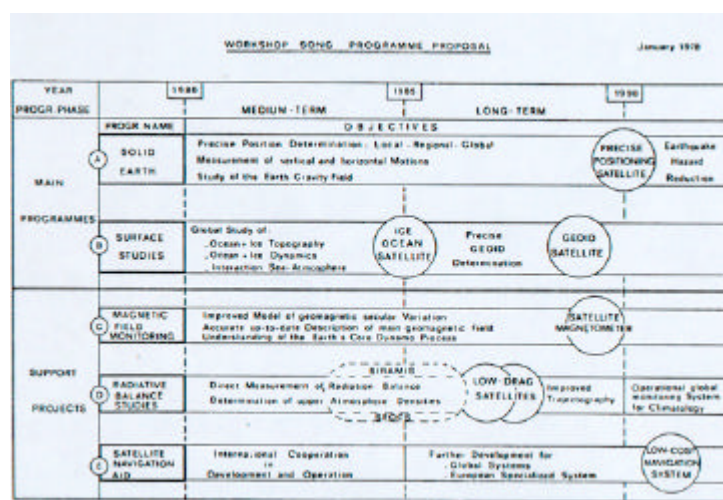 WORKSHOP SONG PROGRAMME PROPOSAL
January 1978
YEAR
PROGR PHASE
1980
1985
1990
MEDIUM-TERM
LONG-TERM
PROGR NAME
OBJECTIVES
MAIN
PROGRAMMES
A
SOLID
EARTH
Precise Position Determination: Local-Regional-Global
Measurement of vertical and horizontal Motions
Study of the Earth Gravity Field
PRECISE
POSITIONING
SATELLITE
Earthquake
Hazard
Reduction
B
SURFACE
STUDIES
Global Study of:
. Ocean + Ice Topography
. Ocean + Ice Dynamics
. Interaction Sea-Atmosphere
ICE
OCEAN
SATELLITE
Precise
GEOID
Determination
GEOID
SATELLITE
SUPPORT
PROJECTS
C
MAGNETIC
FIELD
MONITORING
Improved Model of geomagnetic secular Variation
Accurate up-to-date Description of main geomagnetic field
Understanding of the Earth's Core Dynamo Process
SATELLITE
MAGNETOMETER
D
RADIATIVE
BALANCE
STUDIES
Direct Measurement of Radiation Balance
Determination of upper Atmosphere Densities
BIRAMIS
LOW-DRAG
SATELLITES
Improved
Trajectography
Operational global
monitoring System
for Climatology
E
SATELLITE
NAVIGATION
AID
International Cooperation
in
Development and Operation
Further Development for
. Global Systems
. European Specialized System
LOW-COST
NAVIGATION
SYSTEM